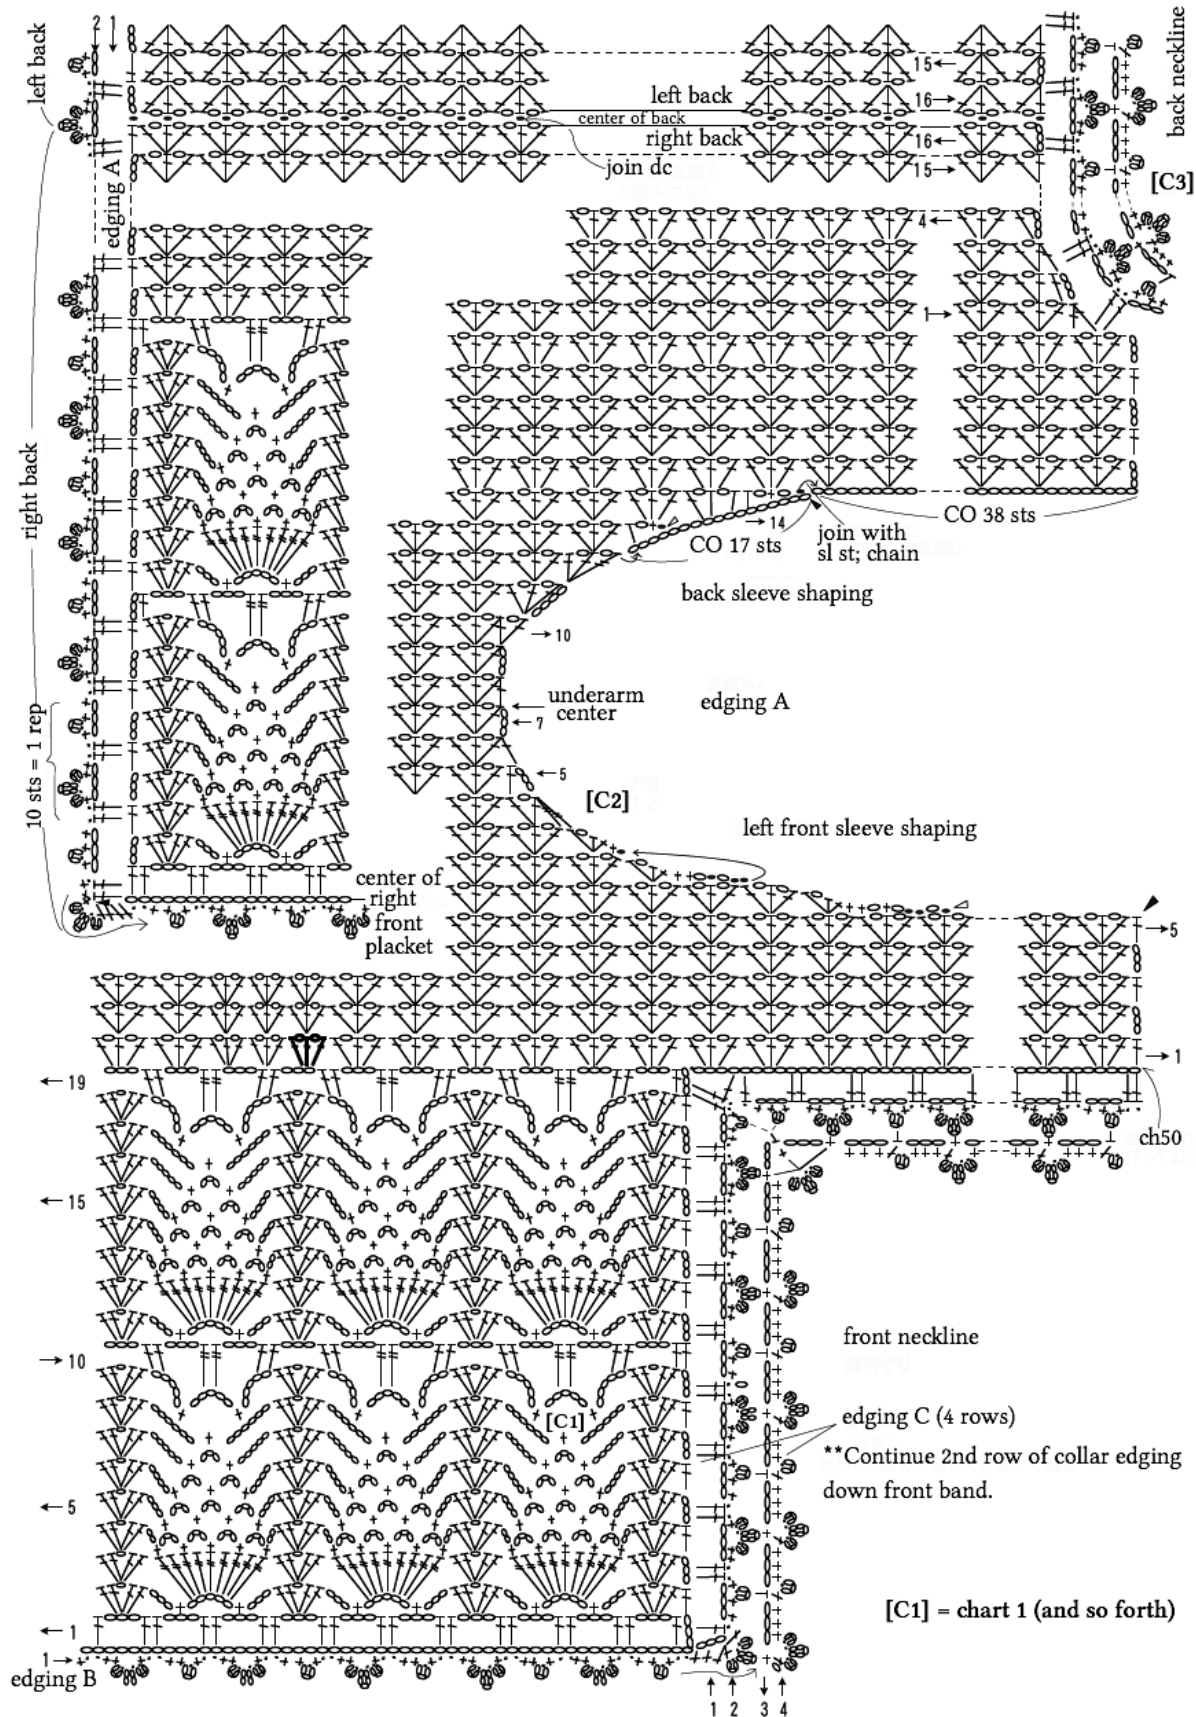 2 1
left back
back neckline
15
left back
16
center of back
right back
16
join dc
15
edging A
[C3]
4
1
right back
CO 38 sts
14
CO 17 sts
join with
sl st; chain
back sleeve shaping
10
underarm
center
7
edging A
10 sts = 1 rep
5
[C2]
left front sleeve shaping
center of
right
front
placket
5
1
19
ch50
15
10
front neckline
[C1]
edging C (4 rows)
**Continue 2nd row of collar edging
down front band.
5
[C1] = chart 1 (and so forth)
1
1
edging B
1 2 3 4